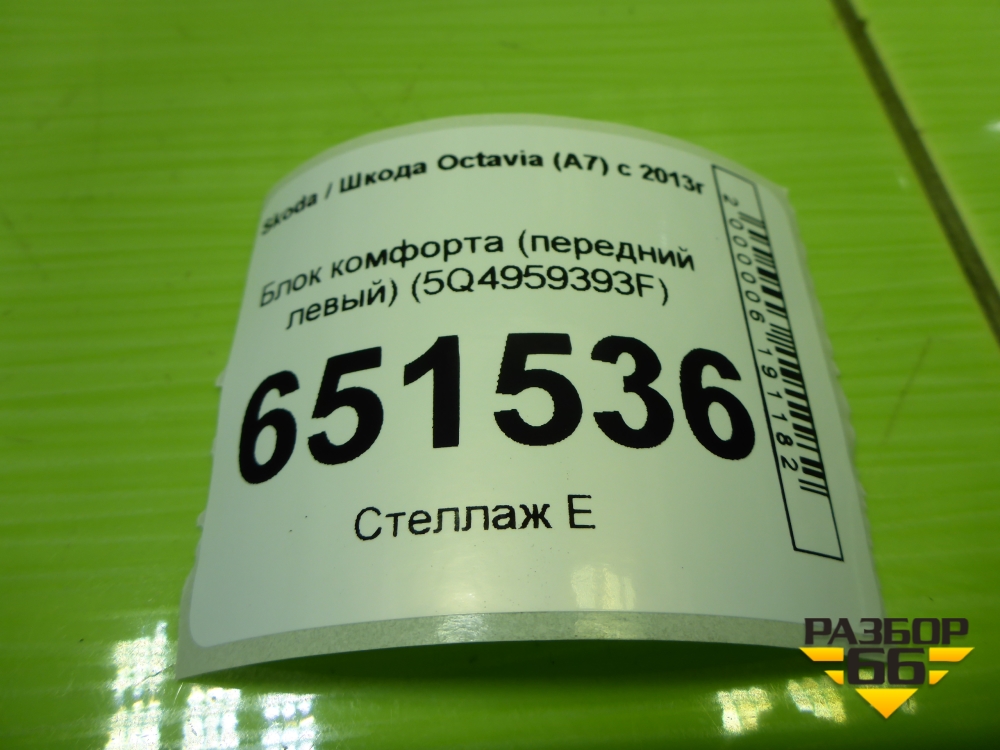 Skoda / Шкода Octavia (A7) с 2013г
Блок комфорта (передний
левый) (5Q4959393F)
651536
Стеллаж Е
2000006191182
РАЗБОР
66